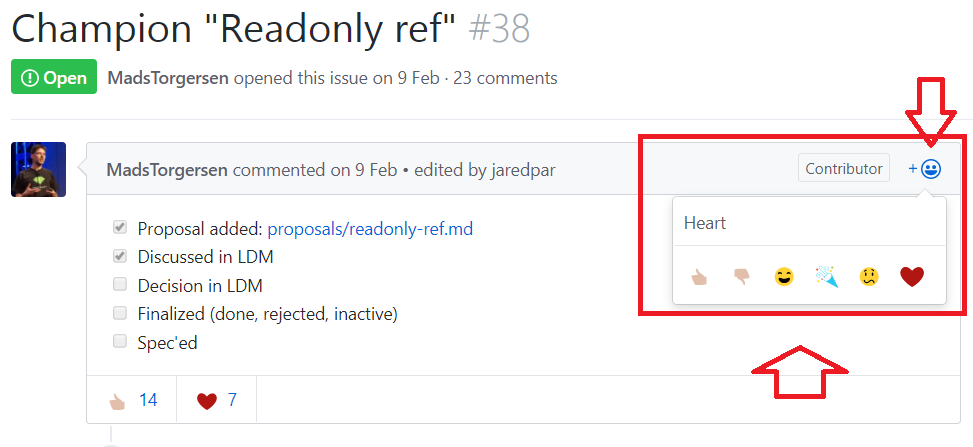 Champion "Readonly ref" #38
Open MadsTorgersen opened this issue on 9 Feb · 23 comments
MadsTorgersen commented on 9 Feb • edited by jaredpar Contributor +
Heart
Proposal added: proposals/readonly-ref.md
Discussed in LDM
Decision in LDM
Finalized (done, rejected, inactive)
Spec'ed
14 7